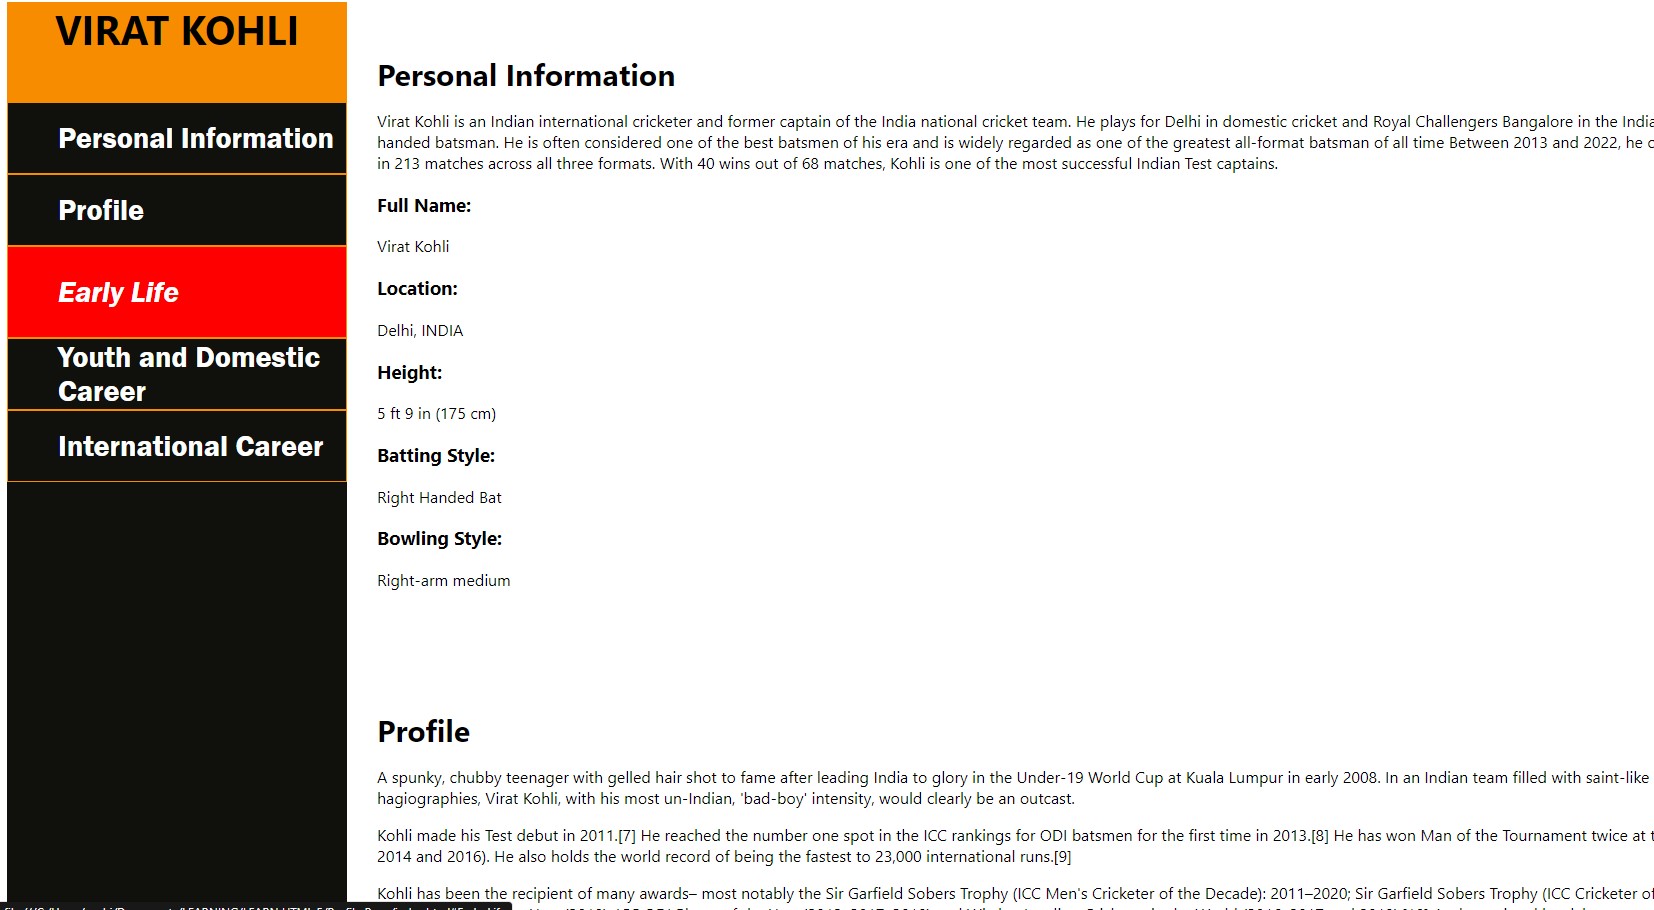 VIRAT KOHLI
Personal Information
Profile
Early Life
Youth and Domestic
Career
International Career
Personal Information
Virat Kohli is an Indian international cricketer and former captain of the India national cricket team. He plays for Delhi in domestic cricket and Royal Challengers Bangalore in the India
handed batsman. He is often considered one of the best batsmen of his era and is widely regarded as one of the greatest all-format batsman of all time Between 2013 and 2022, he
in 213 matches across all three formats. With 40 wins out of 68 matches, Kohli is one of the most successful Indian Test captains.
Full Name:
Virat Kohli
Location:
Delhi, INDIA
Height:
5 ft 9 in (175 cm)
Batting Style:
Right Handed Bat
Bowling Style:
Right-arm medium
Profile
A spunky, chubby teenager with gelled hair shot to fame after leading India to glory in the Under-19 World Cup at Kuala Lumpur in early 2008. In an Indian team filled with saint-like
hagiographies, Virat Kohli, with his most un-Indian, 'bad-boy' intensity, would clearly be an outcast.
Kohli made his Test debut in 2011.[7] He reached the number one spot in the ICC rankings for ODI batsmen for the first time in 2013.[8] He has won Man of the Tournament twice at
2014 and 2016). He also holds the world record of being the fastest to 23,000 international runs.[9]
Kohli has been the recipient of many awards– most notably the Sir Garfield Sobers Trophy (ICC Men's Cricketer of the Decade): 2011–2020; Sir Garfield Sobers Trophy (ICC Cricketer of